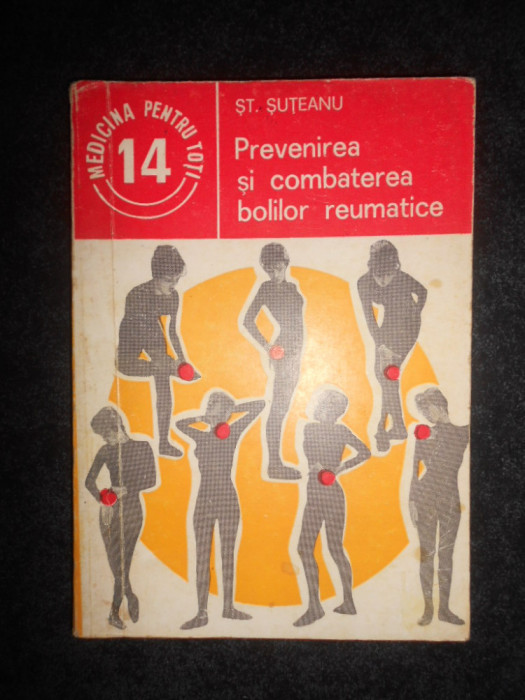 MEDICINA PENTRU TOȚI
14
ȘT. ȘUȚEANU
Prevenirea
și combaterea
bolilor reumatice